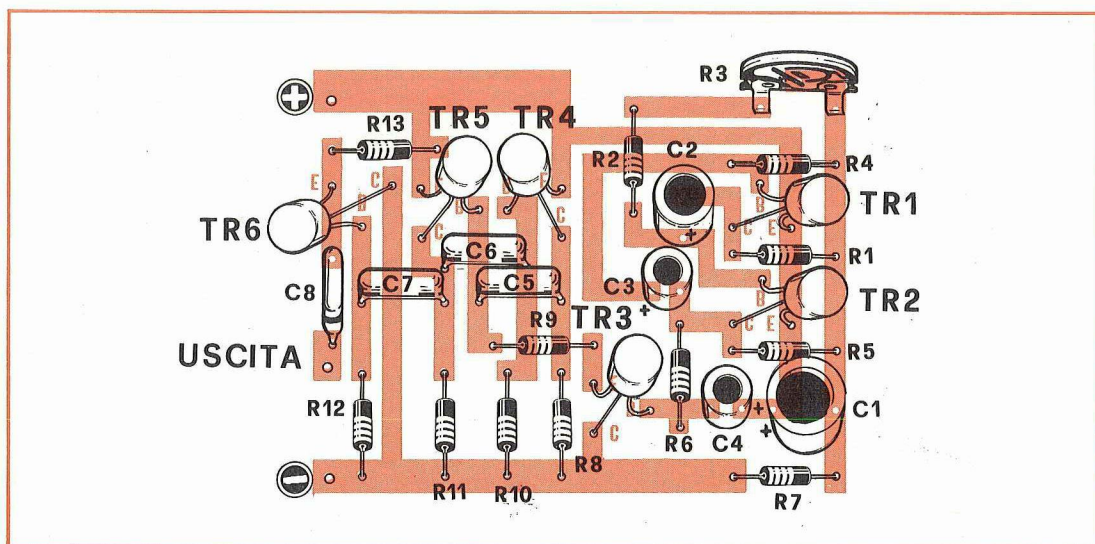 R3
+
R13
TR5
TR4
R2
C2
R4
E
C
B
E
B
E
B
TR1
TR6
B
B
C
+
C
E
C
C6
R1
C8
C7
C5
C3
B
TR2
+
TR3
+
C
E
R9
USCITA
R5
R12
C
+
+
C1
R6
C4
R8
R11
R10
R7
-